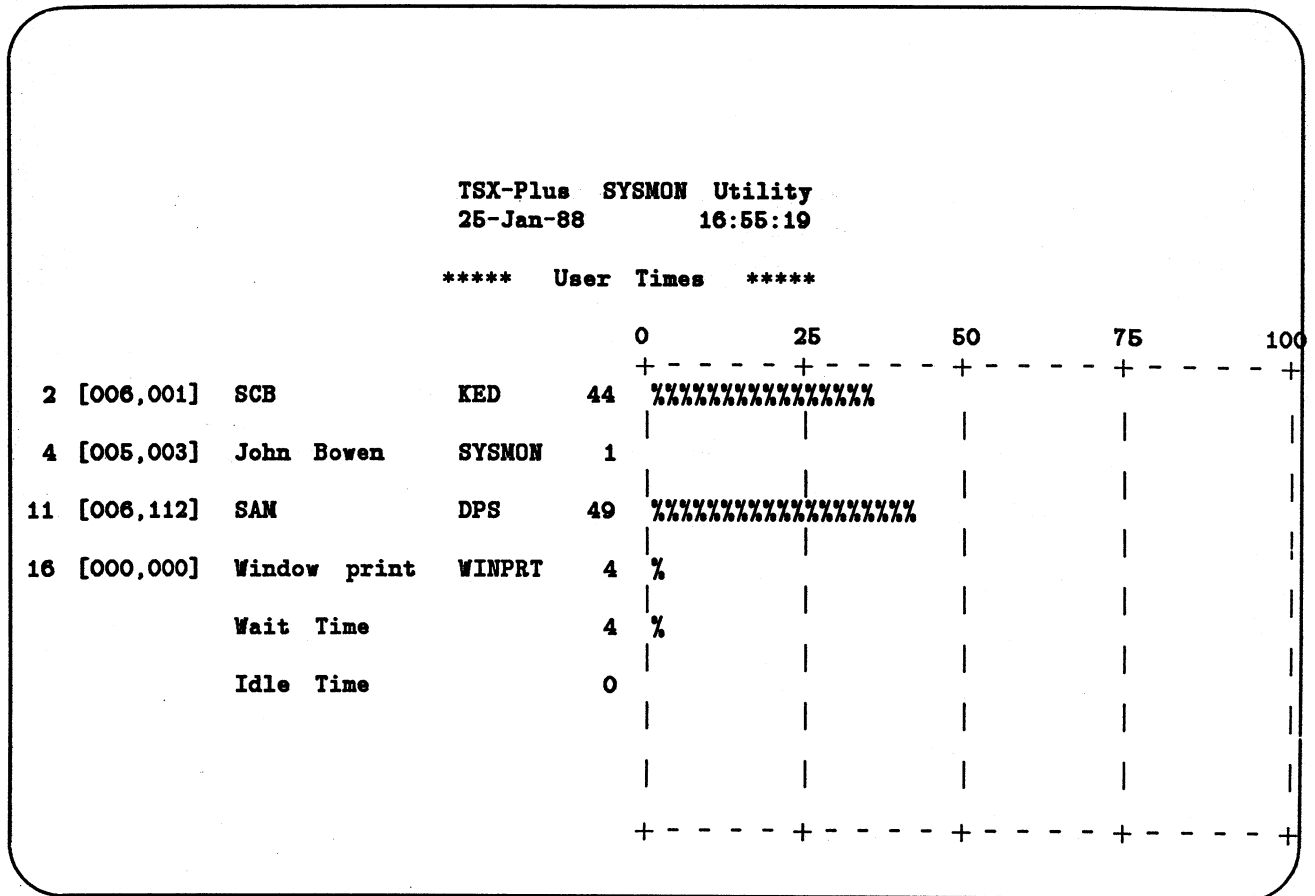 TSX-Plus SYSMON Utility
25-Jan-88 16:55:19
***** User Times *****
0 25 50 75 100
+ - - - - + - - - - + - - - - + - - - - +
2 [006,001] SCB KED 44 %%%%%%%%%%%%%%%%
| | | |
4 [005,003] John Bowen SYSMON 1
| | | | |
11 [006,112] SAM DPS 49 %%%%%%%%%%%%%%%%%%%
| | | | |
16 [000,000] Window print WINPRT 4 %
| | | | |
Wait Time 4 %
| | | | |
Idle Time 0
| | | | |
| | | | |
+ - - - - + - - - - + - - - - + - - - - +